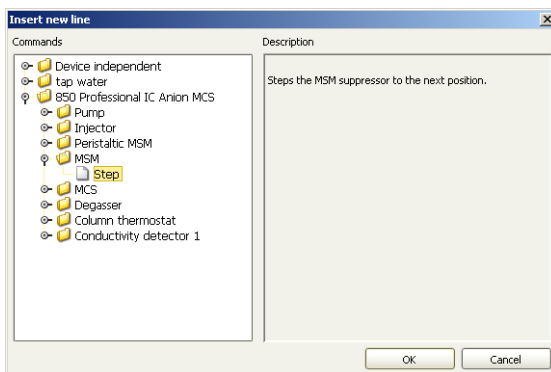 Insert new line
Commands
Device independent
tap water
850 Professional IC Anion MCS
Pump
Injector
Peristaltic MSM
MSM
Step
MCS
Degasser
Column thermostat
Conductivity detector 1
Description
Steps the MSM suppressor to the next position.
OK
Cancel